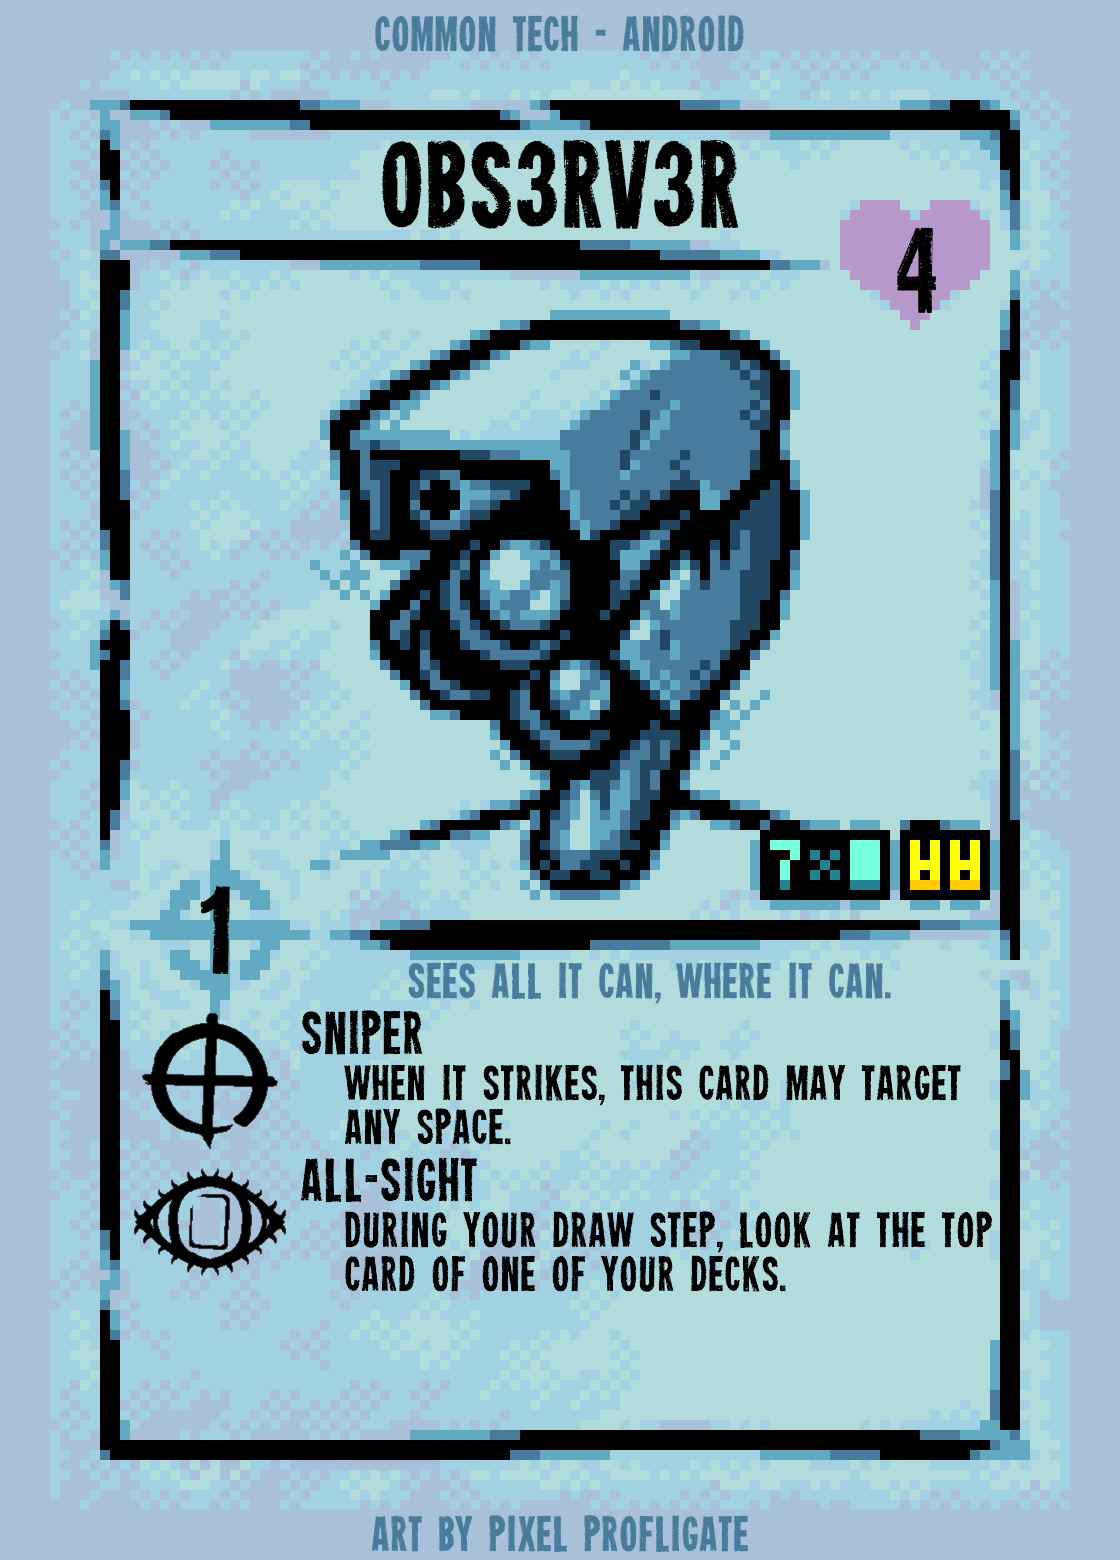 COMMON TECH - ANDROID
OBS3RV3R
4
7×
1
SEES ALL IT CAN, WHERE IT CAN.
SNIPER
WHEN IT STRIKES, THIS CARD MAY TARGET
ANY SPACE.
ALL-SIGHT
DURING YOUR DRAW STEP, LOOK AT THE TOP
CARD OF ONE OF YOUR DECKS.
ART BY PIXEL PROFLIGATE